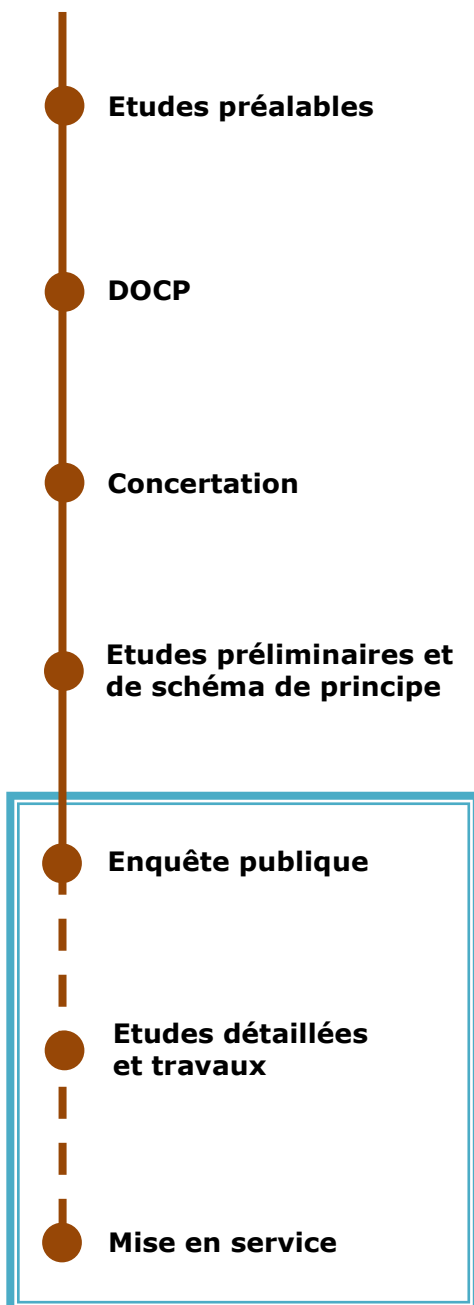 Etudes préalables
DOCP
Concertation
Etudes préliminaires et
de schéma de principe
Enquête publique
Etudes détaillées
et travaux
Mise en service